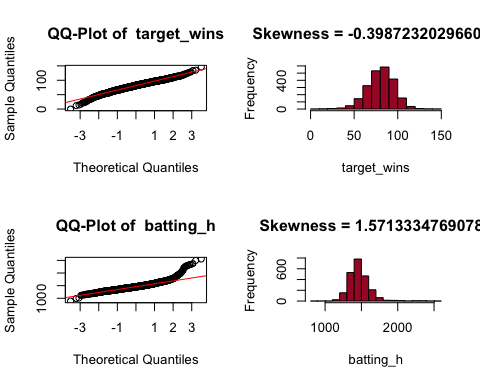 QQ-Plot of target_wins
Sample Quantiles
0 100
-3 -1 1 2 3
Theoretical Quantiles
Skewness = -0.3987232029660
Frequency
0 400
0 50 100 150
target_wins
QQ-Plot of batting_h
Sample Quantiles
1000
-3 -1 1 2 3
Theoretical Quantiles
Skewness = 1.5713334769078
Frequency
0 600
1000 2000
batting_h